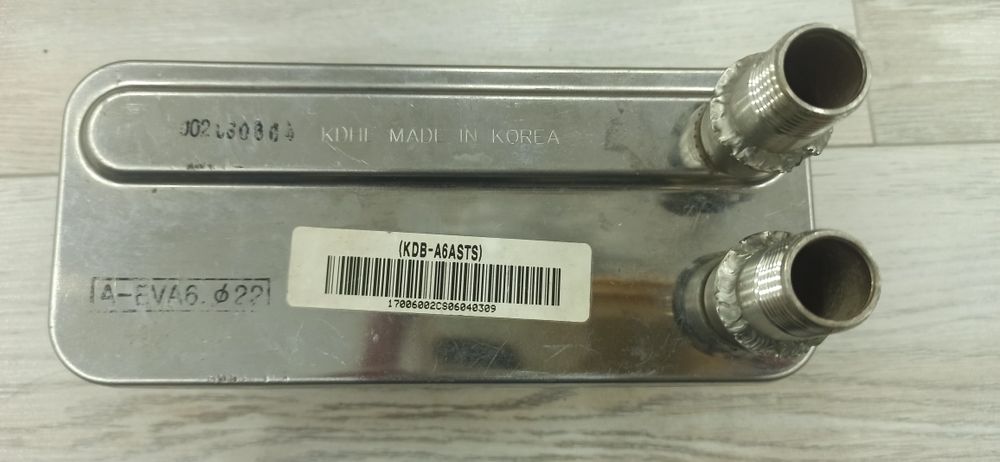 KDHE MADE IN KOREA
(KDB-A6ASTS)
17006002CS06040309
A-EVA6. ϕ22